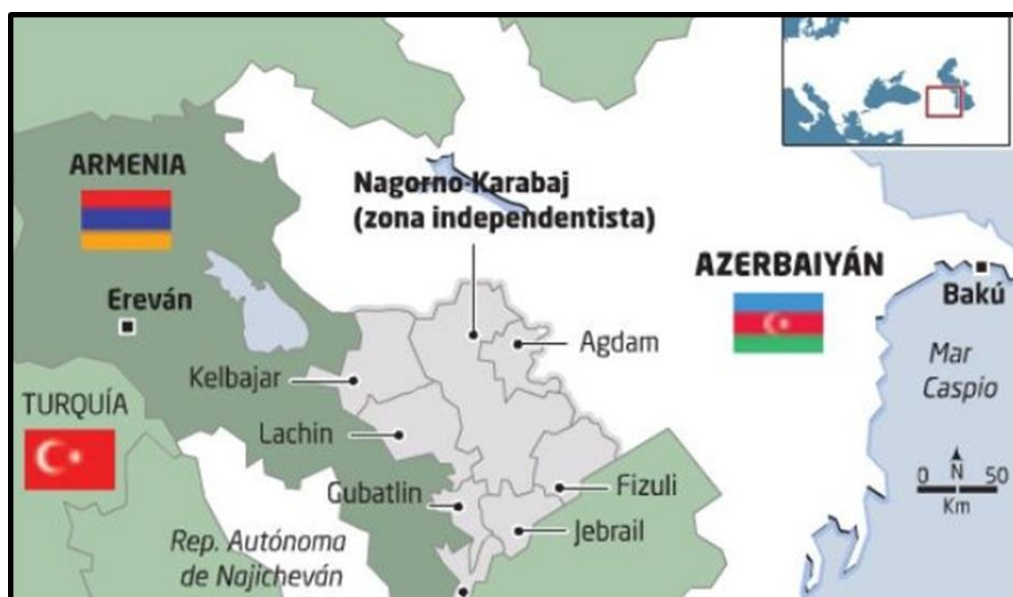 ARMENIA
Nagorno-Karabaj
(zona independentista)
AZERBAIYÁN
Ereván
Bakú
Agdam
Mar
Caspio
Kelbajar
TURQUÍA
Lachin
0 N 50
Km
Gubatlin
Fizuli
Jebrail
Rep. Autónoma
de Najicheván